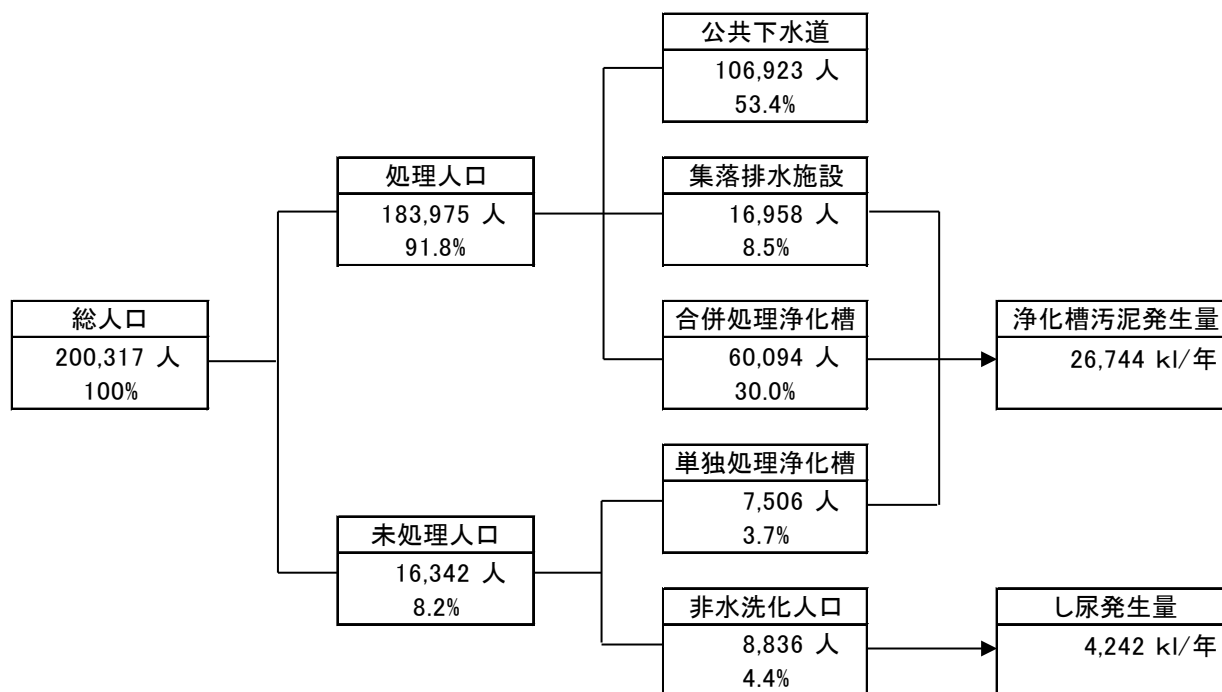 公共下水道
106,923 人
53.4%
処理人口
183,975 人
91.8%
集落排水施設
16,958 人
8.5%
総人口
200,317 人
100%
合併処理浄化槽
60,094 人
30.0%
浄化槽汚泥発生量
26,744 kl/年
単独処理浄化槽
7,506 人
3.7%
未処理人口
16,342 人
8.2%
非水洗化人口
8,836 人
4.4%
し尿発生量
4,242 kl/年